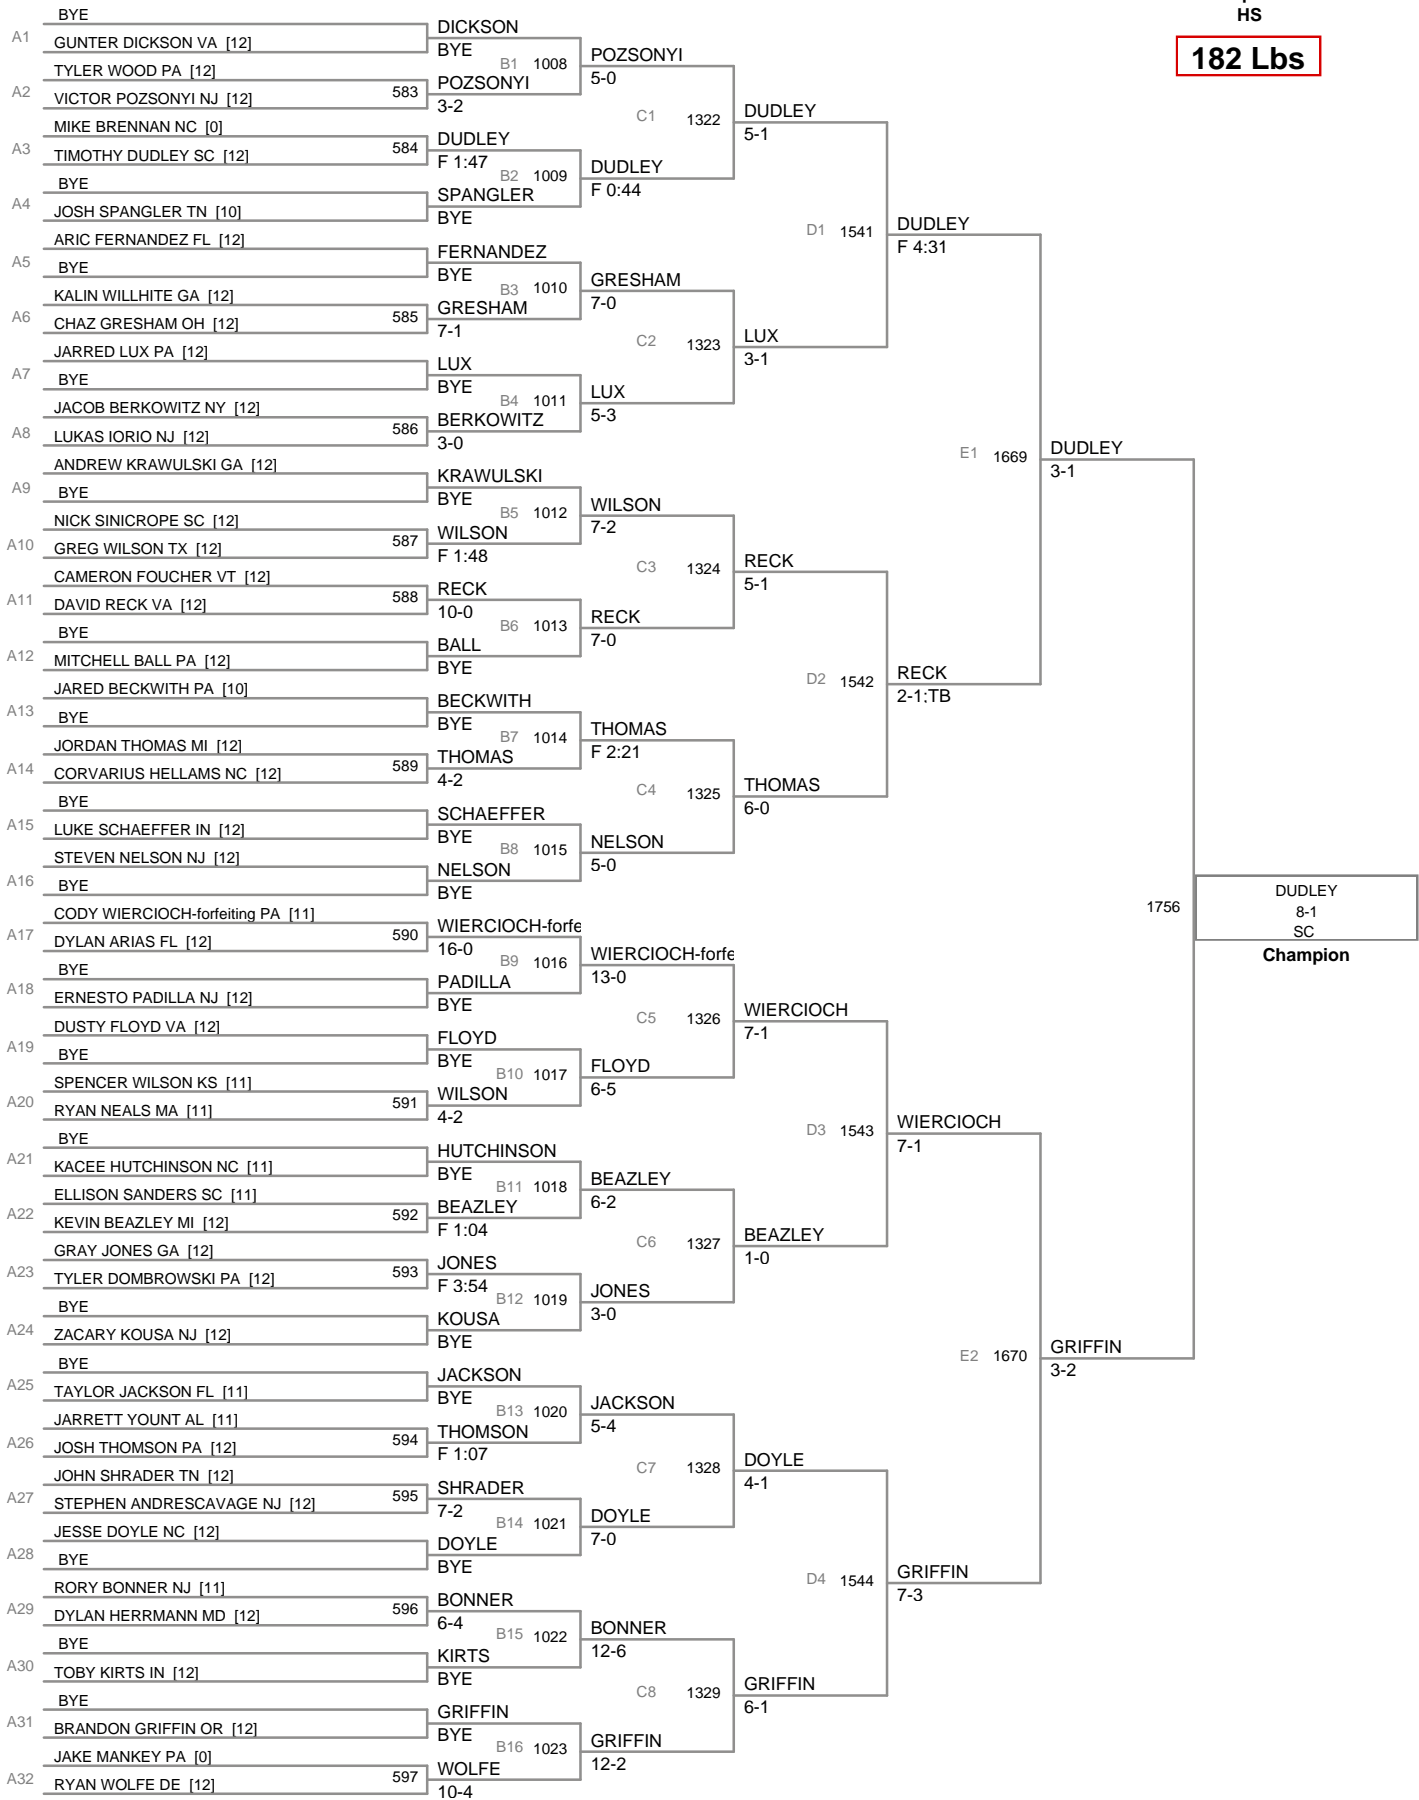 HS
182 Lbs
A1
BYE
GUNTER DICKSON VA [12]
A2
TYLER WOOD PA [12]
VICTOR POZSONYI NJ [12]
583
A3
MIKE BRENNAN NC [0]
TIMOTHY DUDLEY SC [12]
584
A4
BYE
JOSH SPANGLER TN [10]
A5
ARIC FERNANDEZ FL [12]
BYE
A6
KALIN WILLHITE GA [12]
CHAZ GRESHAM OH [12]
585
A7
JARRED LUX PA [12]
BYE
A8
JACOB BERKOWITZ NY [12]
LUKAS IORIO NJ [12]
586
A9
ANDREW KRAWULSKI GA [12]
BYE
A10
NICK SINICROPE SC [12]
GREG WILSON TX [12]
587
A11
CAMERON FOUCHER VT [12]
DAVID RECK VA [12]
588
A12
BYE
MITCHELL BALL PA [12]
A13
JARED BECKWITH PA [10]
BYE
A14
JORDAN THOMAS MI [12]
CORVARIUS HELLAMS NC [12]
589
A15
BYE
LUKE SCHAEFFER IN [12]
A16
STEVEN NELSON NJ [12]
BYE
A17
CODY WIERCIOCH-forfeiting PA [11]
DYLAN ARIAS FL [12]
590
A18
BYE
ERNESTO PADILLA NJ [12]
A19
DUSTY FLOYD VA [12]
BYE
A20
SPENCER WILSON KS [11]
RYAN NEALS MA [11]
591
A21
BYE
KACEE HUTCHINSON NC [11]
A22
ELLISON SANDERS SC [11]
KEVIN BEAZLEY MI [12]
592
A23
GRAY JONES GA [12]
TYLER DOMBROWSKI PA [12]
593
A24
BYE
ZACARY KOUSA NJ [12]
A25
BYE
TAYLOR JACKSON FL [11]
A26
JARRETT YOUNT AL [11]
JOSH THOMSON PA [12]
594
A27
JOHN SHRADER TN [12]
STEPHEN ANDRESCAVAGE NJ [12]
595
A28
JESSE DOYLE NC [12]
BYE
A29
RORY BONNER NJ [11]
DYLAN HERRMANN MD [12]
596
A30
BYE
TOBY KIRTS IN [12]
A31
BYE
BRANDON GRIFFIN OR [12]
A32
JAKE MANKEY PA [0]
RYAN WOLFE DE [12]
597
DICKSON
BYE
B1 1008
POZSONYI
3-2
DUDLEY
F 1:47
B2 1009
SPANGLER
BYE
FERNANDEZ
BYE
B3 1010
GRESHAM
7-1
LUX
BYE
B4 1011
BERKOWITZ
3-0
KRAWULSKI
BYE
B5 1012
WILSON
F 1:48
RECK
10-0
B6 1013
BALL
BYE
BECKWITH
BYE
B7 1014
THOMAS
4-2
SCHAEFFER
BYE
B8 1015
NELSON
BYE
WIERCIOCH-forfe
16-0
B9 1016
PADILLA
BYE
FLOYD
BYE
B10 1017
WILSON
4-2
HUTCHINSON
BYE
B11 1018
BEAZLEY
F 1:04
JONES
F 3:54
B12 1019
KOUSA
BYE
JACKSON
BYE
B13 1020
THOMSON
F 1:07
SHRADER
7-2
B14 1021
DOYLE
BYE
BONNER
6-4
B15 1022
KIRTS
BYE
GRIFFIN
BYE
B16 1023
WOLFE
10-4
POZSONYI
5-0
C1 1322
DUDLEY
F 0:44
GRESHAM
7-0
C2 1323
LUX
5-3
WILSON
7-2
C3 1324
RECK
7-0
THOMAS
F 2:21
C4 1325
NELSON
5-0
WIERCIOCH-forfe
13-0
C5 1326
FLOYD
6-5
BEAZLEY
6-2
C6 1327
JONES
3-0
JACKSON
5-4
C7 1328
DOYLE
7-0
BONNER
12-6
C8 1329
GRIFFIN
12-2
DUDLEY
5-1
D1 1541
LUX
3-1
RECK
5-1
D2 1542
THOMAS
6-0
WIERCIOCH
7-1
D3 1543
BEAZLEY
1-0
DOYLE
4-1
D4 1544
GRIFFIN
6-1
DUDLEY
F 4:31
E1 1669
RECK
2-1;TB
WIERCIOCH
7-1
E2 1670
GRIFFIN
7-3
DUDLEY
3-1
1756
GRIFFIN
3-2
DUDLEY
8-1
SC
Champion